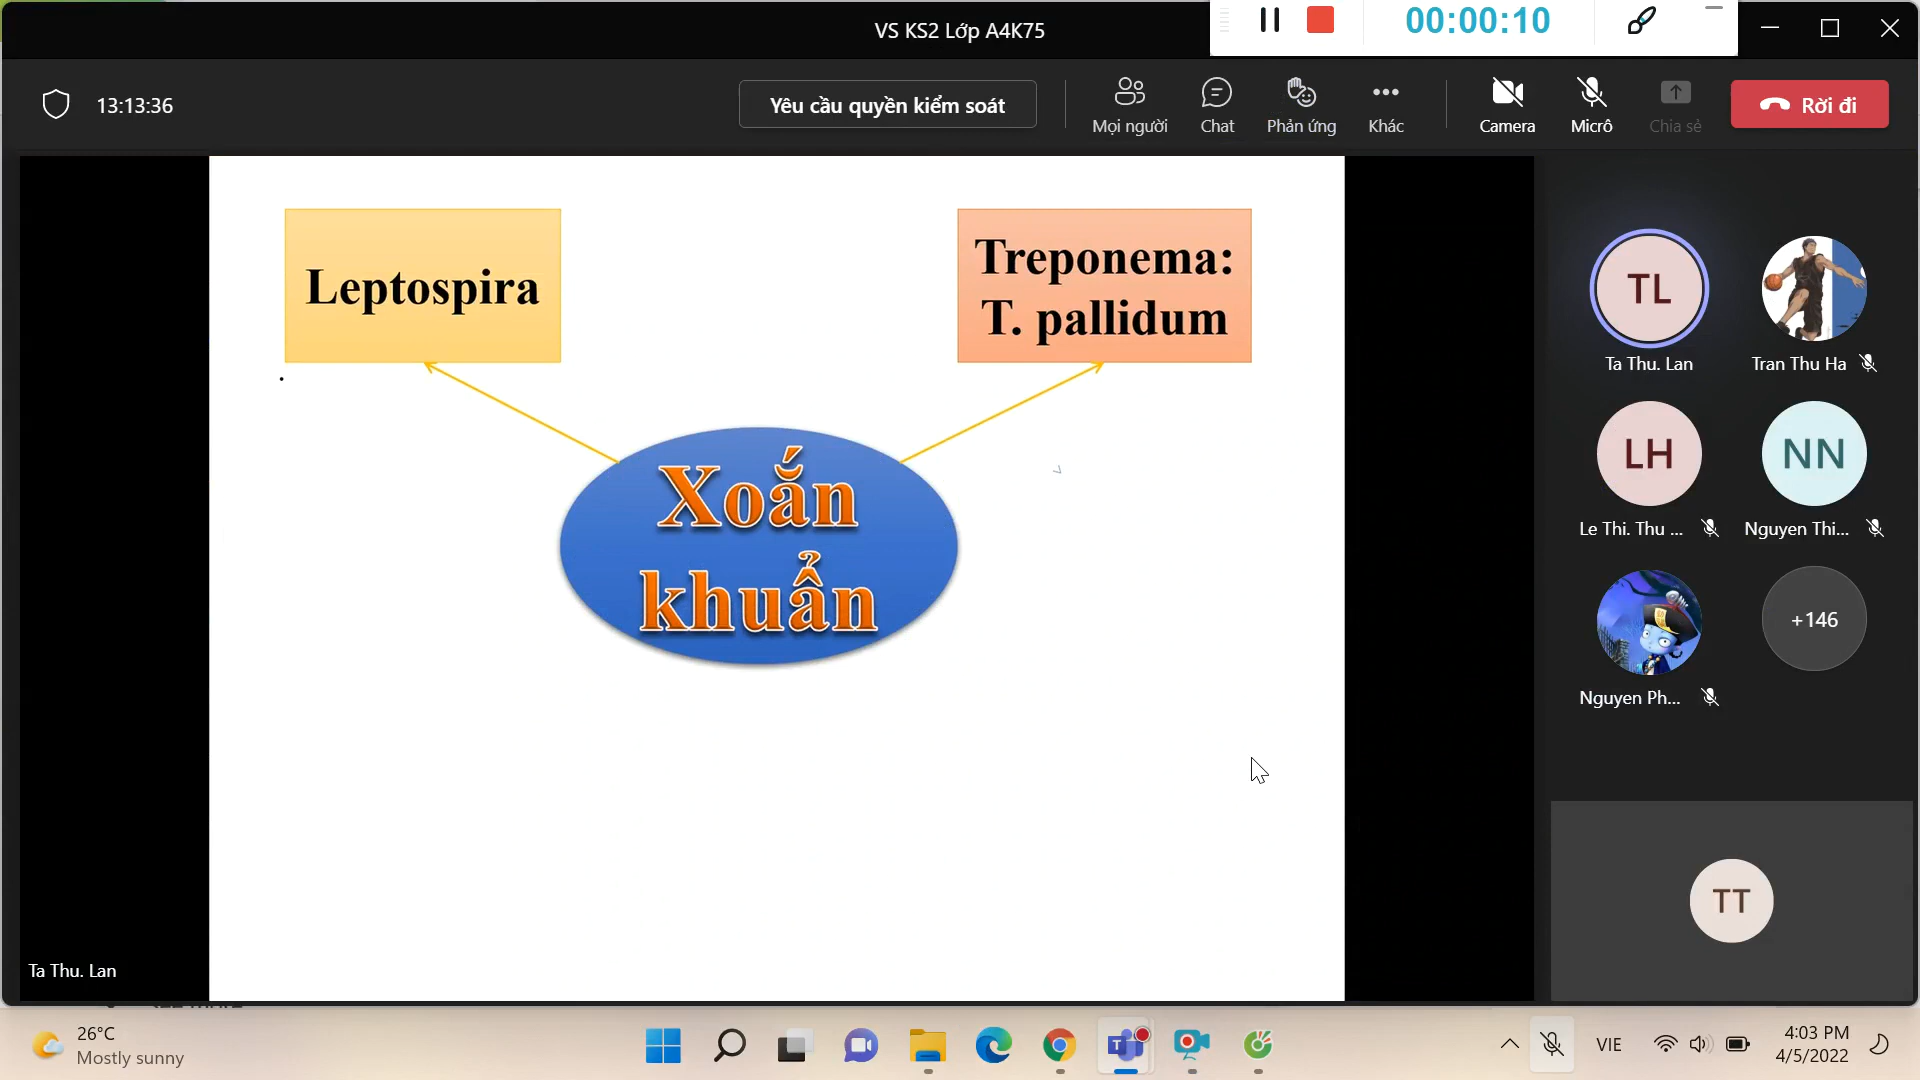 VS KS2 Lớp A4K75
00:00:10
13:13:36
Yêu cầu quyền kiểm soát
Mọi người
Chat
Phản ứng
Khác
Camera
Micrô
Chia sẻ
Rời đi
Leptospira
Treponema:
T. pallidum
Xoắn
khuẩn
TL
Ta Thu. Lan
Tran Thu Ha
LH
Le Thi. Thu ...
NN
Nguyen Thi...
Nguyen Ph...
+146
TT
Ta Thu. Lan
26°C
Mostly sunny
VIE
4:03 PM
4/5/2022